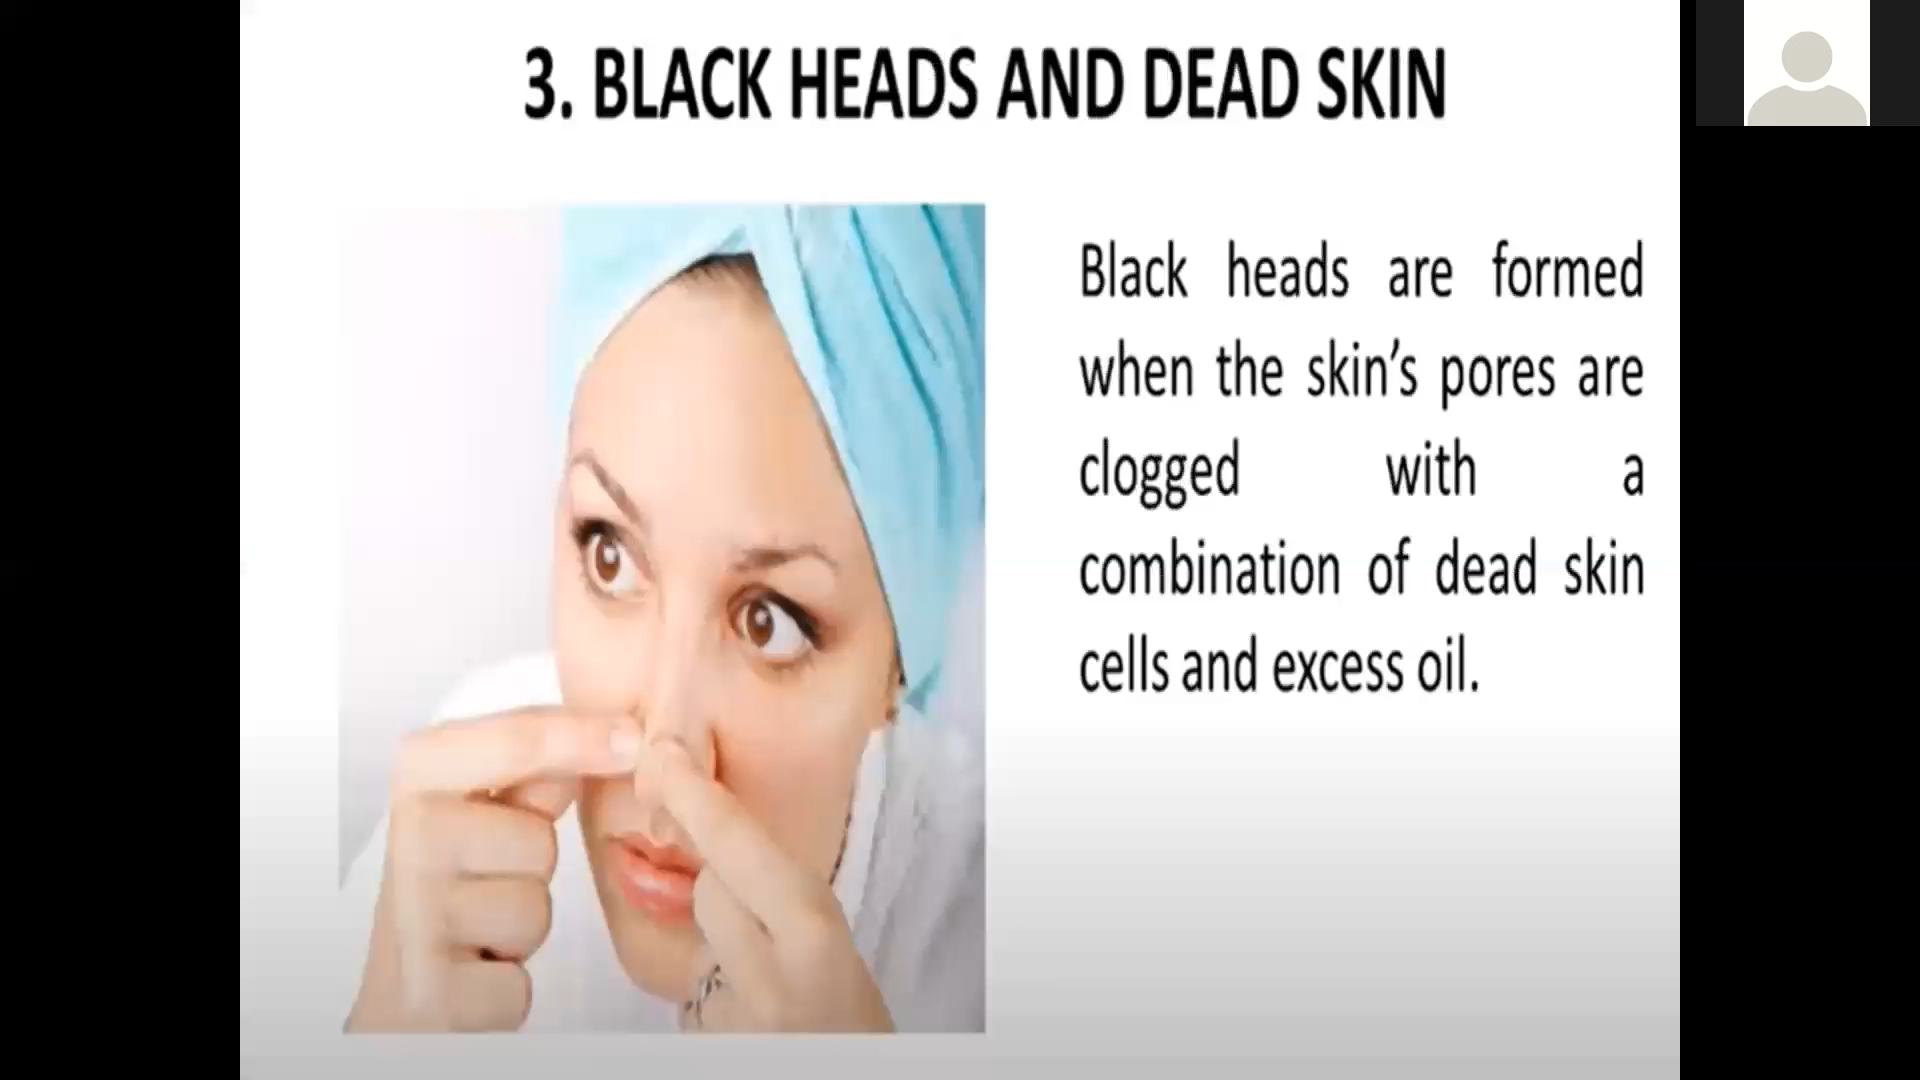 3. BLACK HEADS AND DEAD SKIN
Black heads are formed
when the skin’s pores are
clogged with a
combination of dead skin
cells and excess oil.